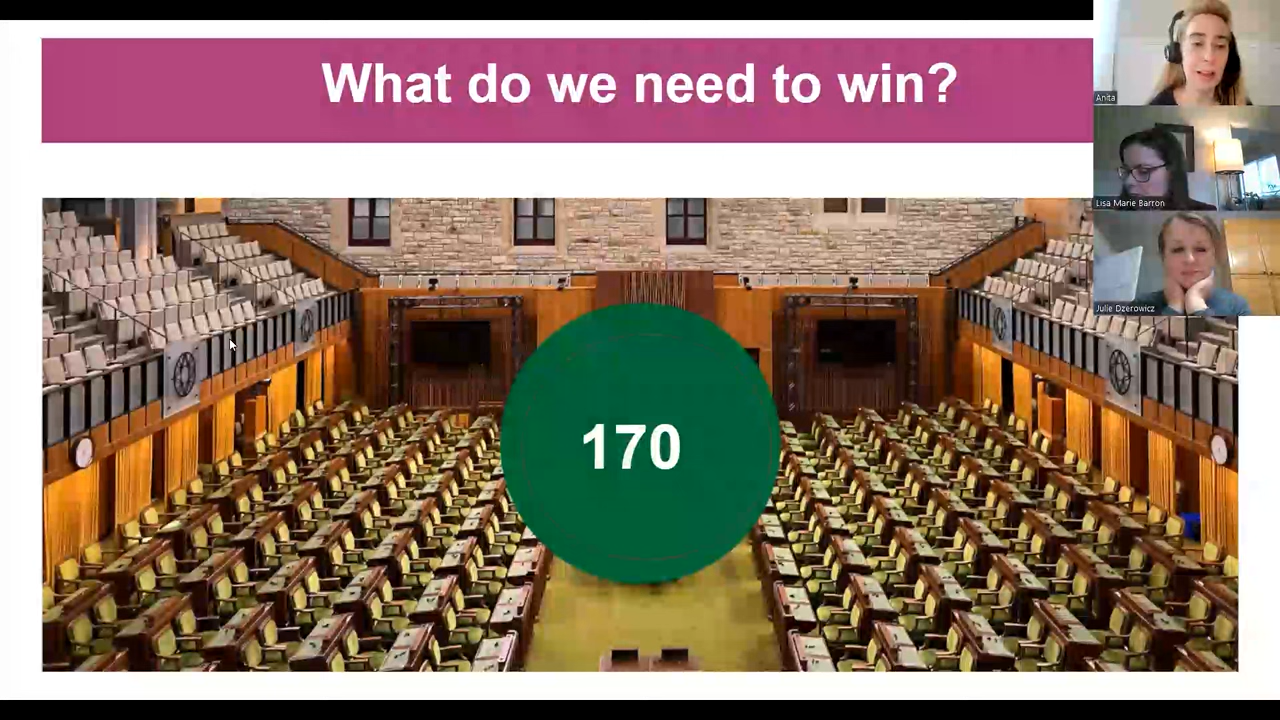 What do we need to win?
Anita
Lisa Marie Barron
Julie Dzerowicz
170